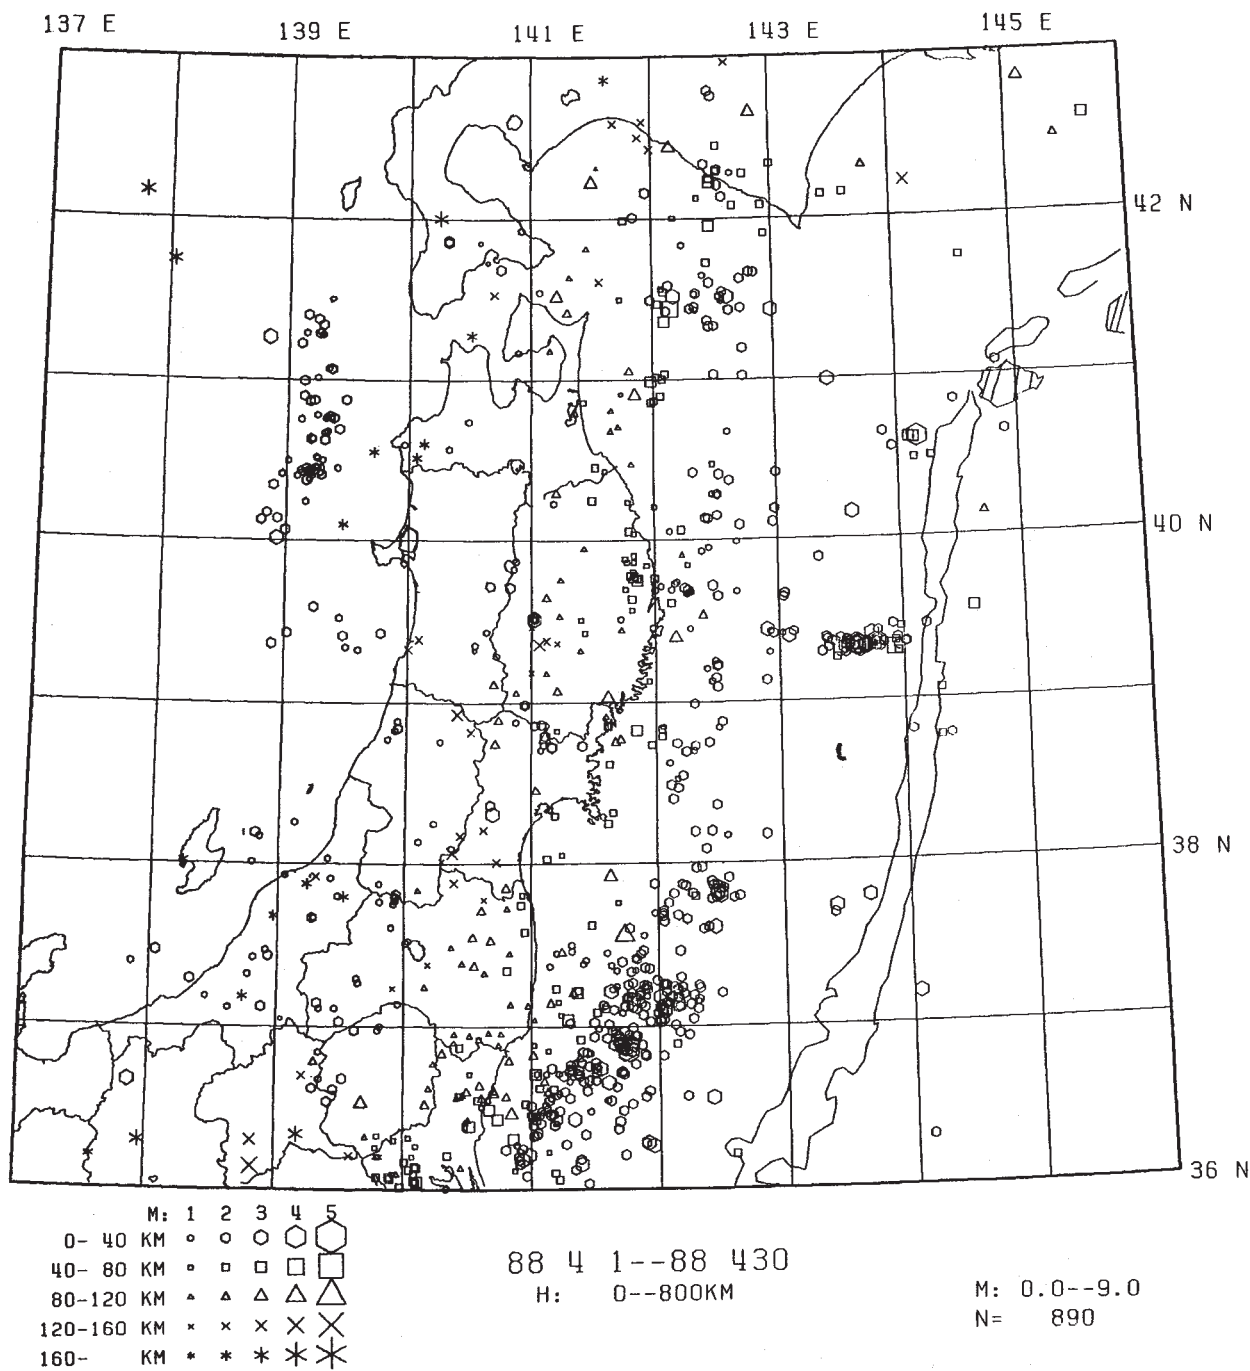 137 E 139 E 141 E 143 E 145 E
42 N
40 N
38 N
36 N
M: 1 2 3 4 5
0- 40 KM
40- 80 KM
80-120 KM
120-160 KM
160- KM
88 4 1--88 430
H: 0--800KM
M: 0.0--9.0
N= 890